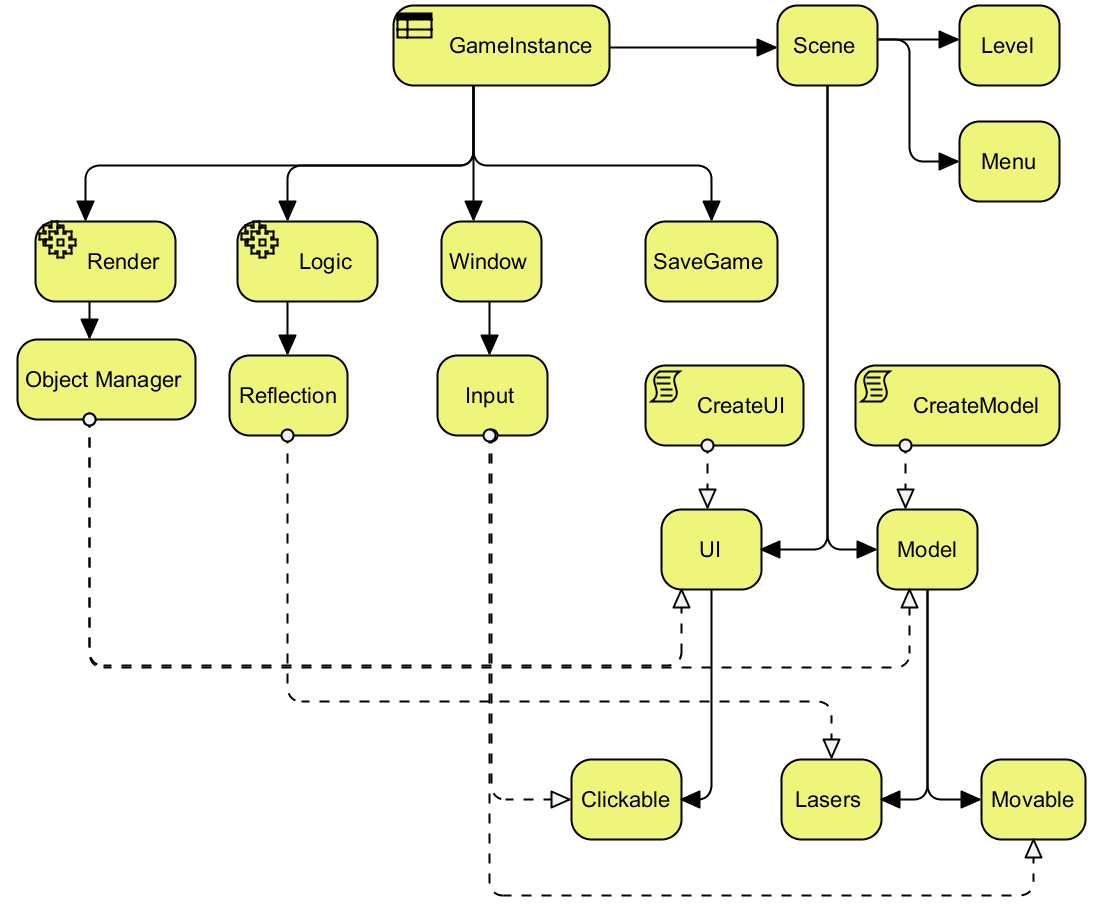 GameInstance
Scene
Level
Menu
Render
Logic
Window
SaveGame
Object Manager
Reflection
Input
CreateUI
CreateModel
UI
Model
Clickable
Lasers
Movable